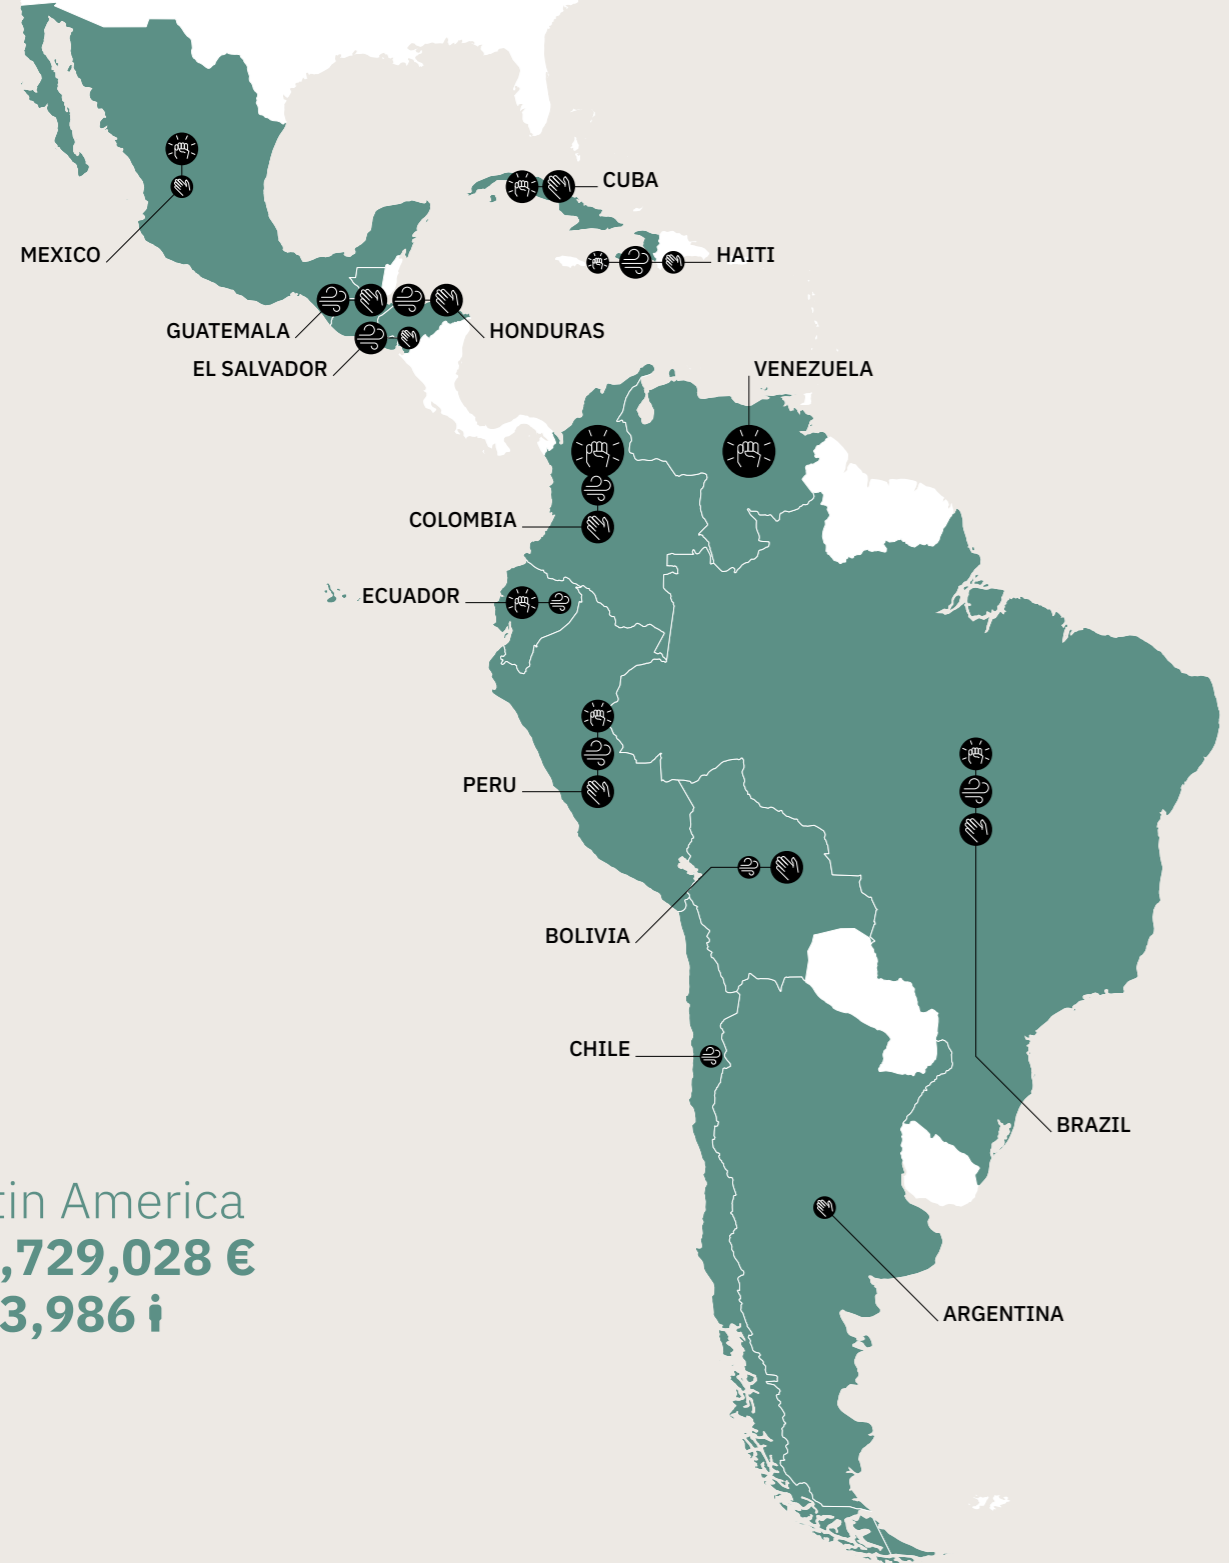 CUBA
HAITI
MEXICO
GUATEMALA
HONDURAS
EL SALVADOR
VENEZUELA
COLOMBIA
ECUADOR
PERU
BOLIVIA
CHILE
BRAZIL
tin America
,729,028 €
3,986
ARGENTINA